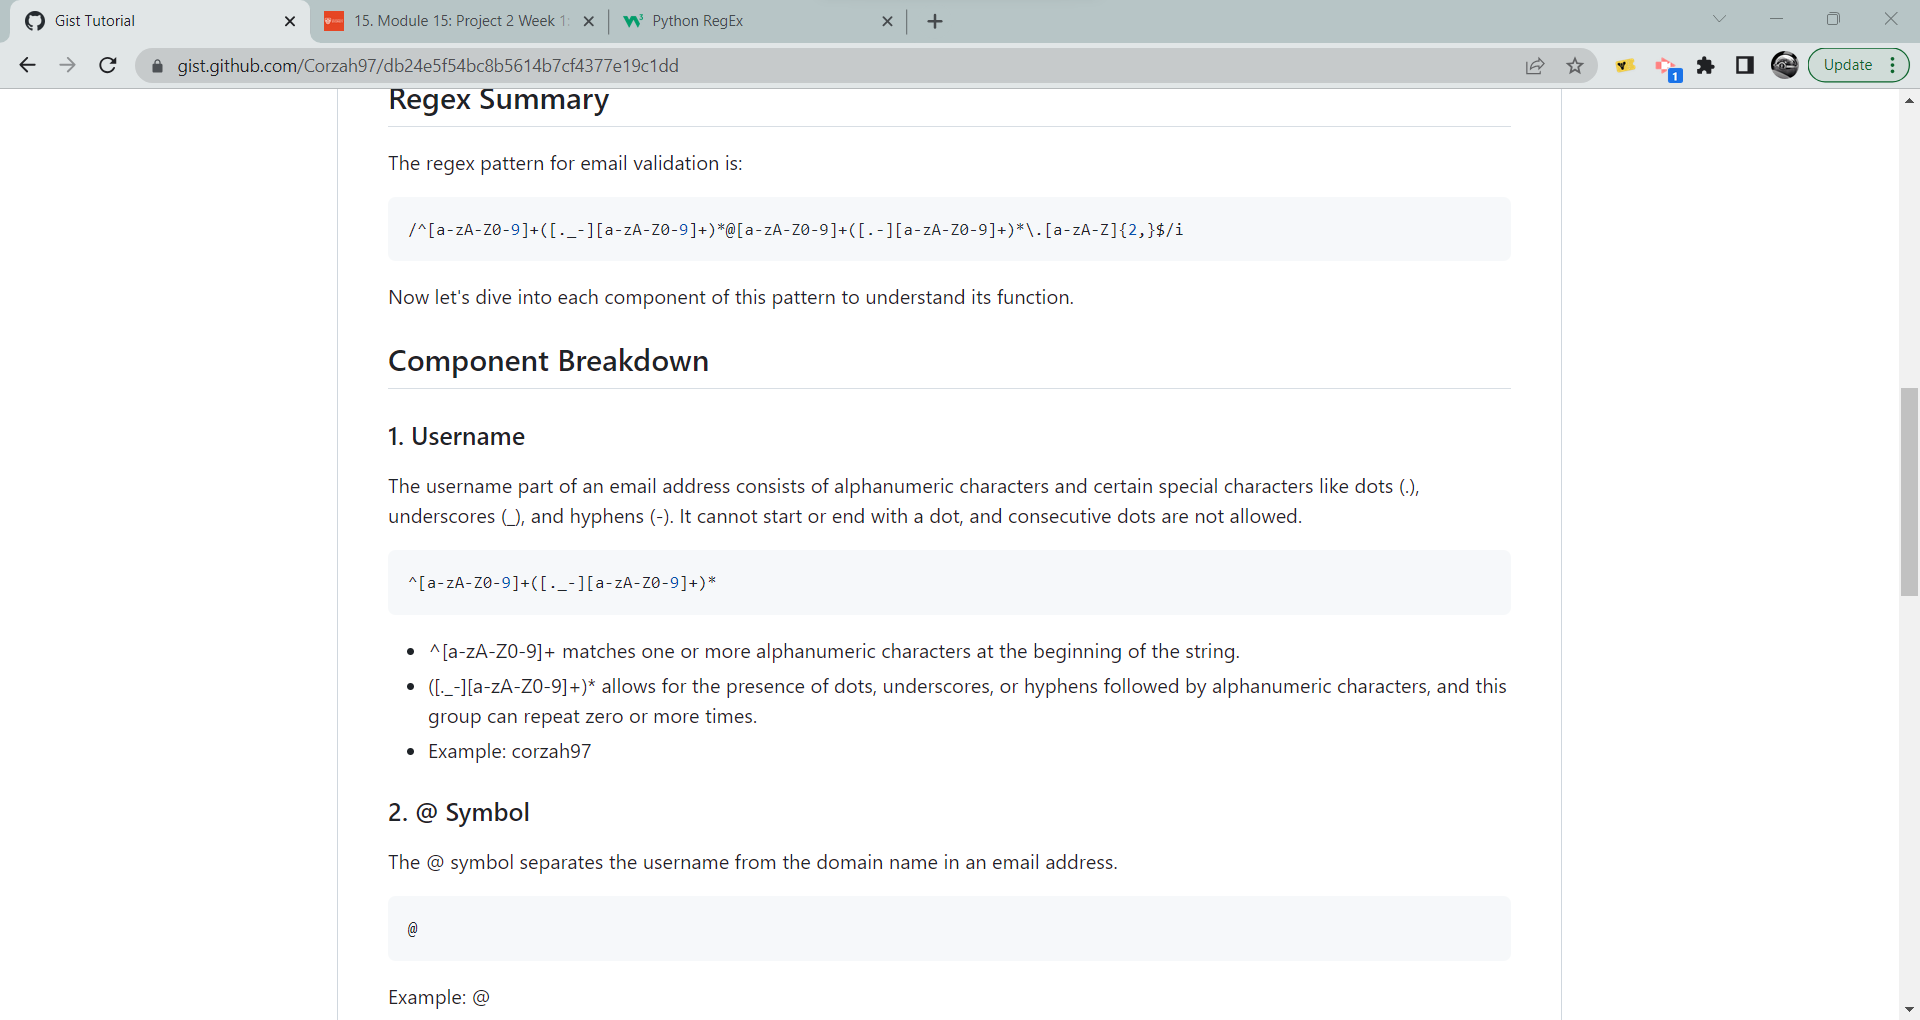 Gist Tutorial
15. Module 15: Project 2 Week 1
Python RegEx
gist.github.com/Corzah97/db24e5f54bc8b5614b7cf4377e19c1dd
1
Update
Regex Summary
The regex pattern for email validation is:
/^[a-zA-Z0-9]+([._-][a-zA-Z0-9]+)*@[a-zA-Z0-9]+([.-][a-zA-Z0-9]+)*\.[a-zA-Z]{2,}$/i
Now let's dive into each component of this pattern to understand its function.
Component Breakdown
1. Username
The username part of an email address consists of alphanumeric characters and certain special characters like dots (.),
underscores (_), and hyphens (-). It cannot start or end with a dot, and consecutive dots are not allowed.
^[a-zA-Z0-9]+([._-][a-zA-Z0-9]+)*
• ^[a-zA-Z0-9]+ matches one or more alphanumeric characters at the beginning of the string.
• ([._-][a-zA-Z0-9]+)* allows for the presence of dots, underscores, or hyphens followed by alphanumeric characters, and this
group can repeat zero or more times.
• Example: corzah97
2. @ Symbol
The @ symbol separates the username from the domain name in an email address.
@
Example: @